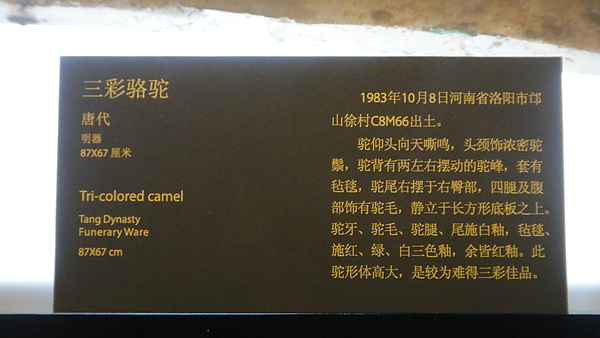 三彩骆驼
唐代
明器
87X67 厘米
Tri-colored camel
Tang Dynasty
Funerary Ware
87X67 cm
1983年10月8日河南省洛阳市邙
山徐村C8M66出土。
驼仰头向天嘶鸣，头颈饰浓密驼
鬃，驼背有两左右摆动的驼峰，套有
毡毯，驼尾右摆于右臀部，四腿及腹
部饰有驼毛，静立于长方形底板之上。
驼牙、驼毛、驼腿、尾施白釉，毡毯、
施红、绿、白三色釉，余皆红釉。此
驼形体高大，是较为难得三彩佳品。